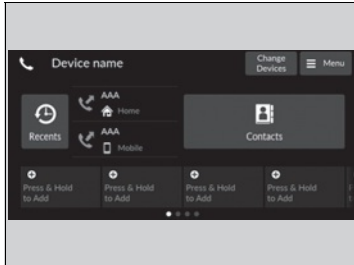 Device name
Change
Devices
Menu
AAA
Home
Recents
AAA
Mobile
Contacts
Press & Hold
to Add
Press & Hold
to Add
Press & Hold
to Add
Press & Hold
to Add